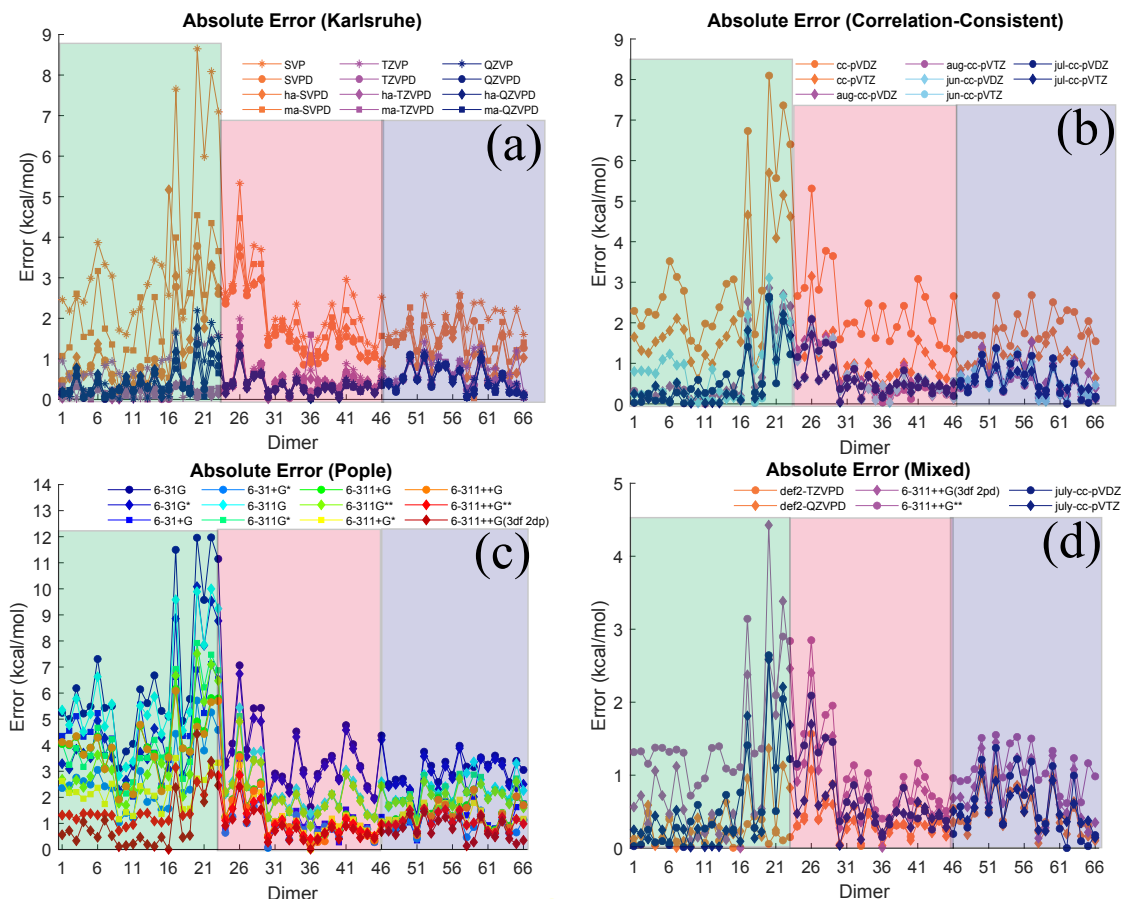 Absolute Error (Karlsruhe)
SVP TZVP QZVP
SVPD TZVPD QZVPD
ha-SVPD ha-TZVPD ha-QZVPD
ma-SVPD ma-TZVPD ma-QZVPD
(a)
Error (kcal/mol)
9
8
7
6
5
4
3
2
1
0
1 6 11 16 21 26 31 36 41 46 51 56 61 66
Dimer
Absolute Error (Correlation-Consistent)
cc-pVDZ aug-cc-pVTZ jul-cc-pVDZ
cc-pVTZ jun-cc-pVDZ jul-cc-pVTZ
aug-cc-pVDZ jun-cc-pVTZ
(b)
Error (kcal/mol)
9
8
7
6
5
4
3
2
1
0
1 6 11 16 21 26 31 36 41 46 51 56 61 66
Dimer
Absolute Error (Pople)
6-31G 6-31+G* 6-311+G 6-311++G
6-31G* 6-311G 6-311G** 6-311++G**
6-31+G 6-311G* 6-311+G* 6-311++G(3df 2dp)
(c)
Error (kcal/mol)
14
13
12
11
10
9
8
7
6
5
4
3
2
1
0
1 6 11 16 21 26 31 36 41 46 51 56 61 66
Dimer
Absolute Error (Mixed)
def2-TZVPD 6-311++G(3df 2pd) july-cc-pVDZ
def2-QZVPD 6-311++G** july-cc-pVTZ
(d)
Error (kcal/mol)
5
4
3
2
1
0
1 6 11 16 21 26 31 36 41 46 51 56 61 66
Dimer